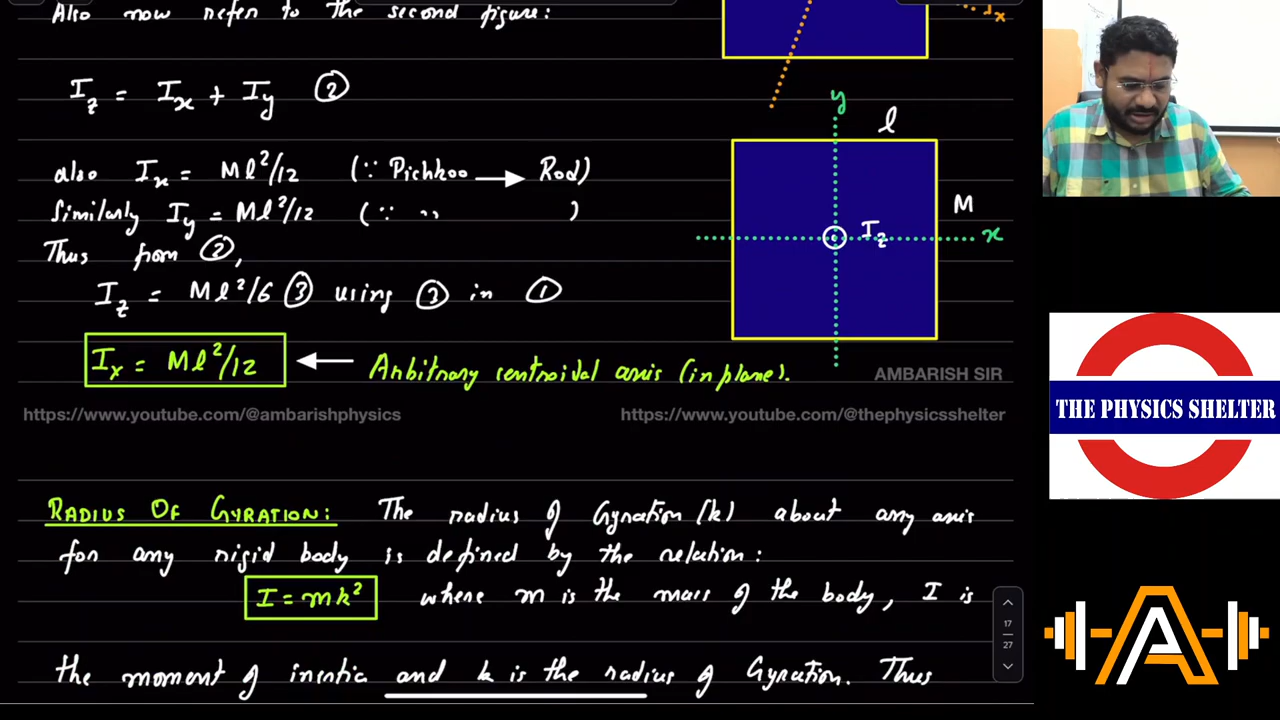 Also now refer to the second figure:
Ix
Iz = Ix + Iy ②
y
l
also Ix = Ml²/12 (∵ Pichkoo → Rod)
Similarly Iy = Ml²/12 (∵ ,, )
M
Iz
x
Thus from ②,
Iz = Ml²/6 ③ using ③ in ①
Ix = Ml²/12 ← Arbitrary centroidal axis (in plane).
AMBARISH SIR
https://www.youtube.com/@ambarishphysics
https://www.youtube.com/@thephysicsshelter
THE PHYSICS SHELTER
RADIUS OF GYRATION: The radius of Gyration (k) about any axis
for any rigid body is defined by the relation:
I = mk² where m is the mass of the body, I is
the moment of inertia and k is the radius of Gyration. Thus
17
27
A